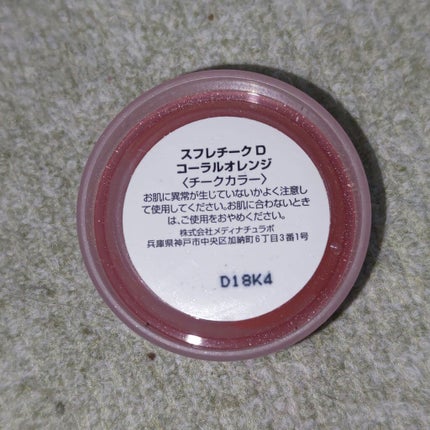 スフレチーク D
コーラルオレンジ
〈チークカラー〉
お肌に異常が生じていないかよく注意し
て使用してください。お肌に合わないとき
は、ご使用をおやめください。
株式会社メディナチュラボ
兵庫県神戸市中央区加納町6丁目3番1号
D18K4